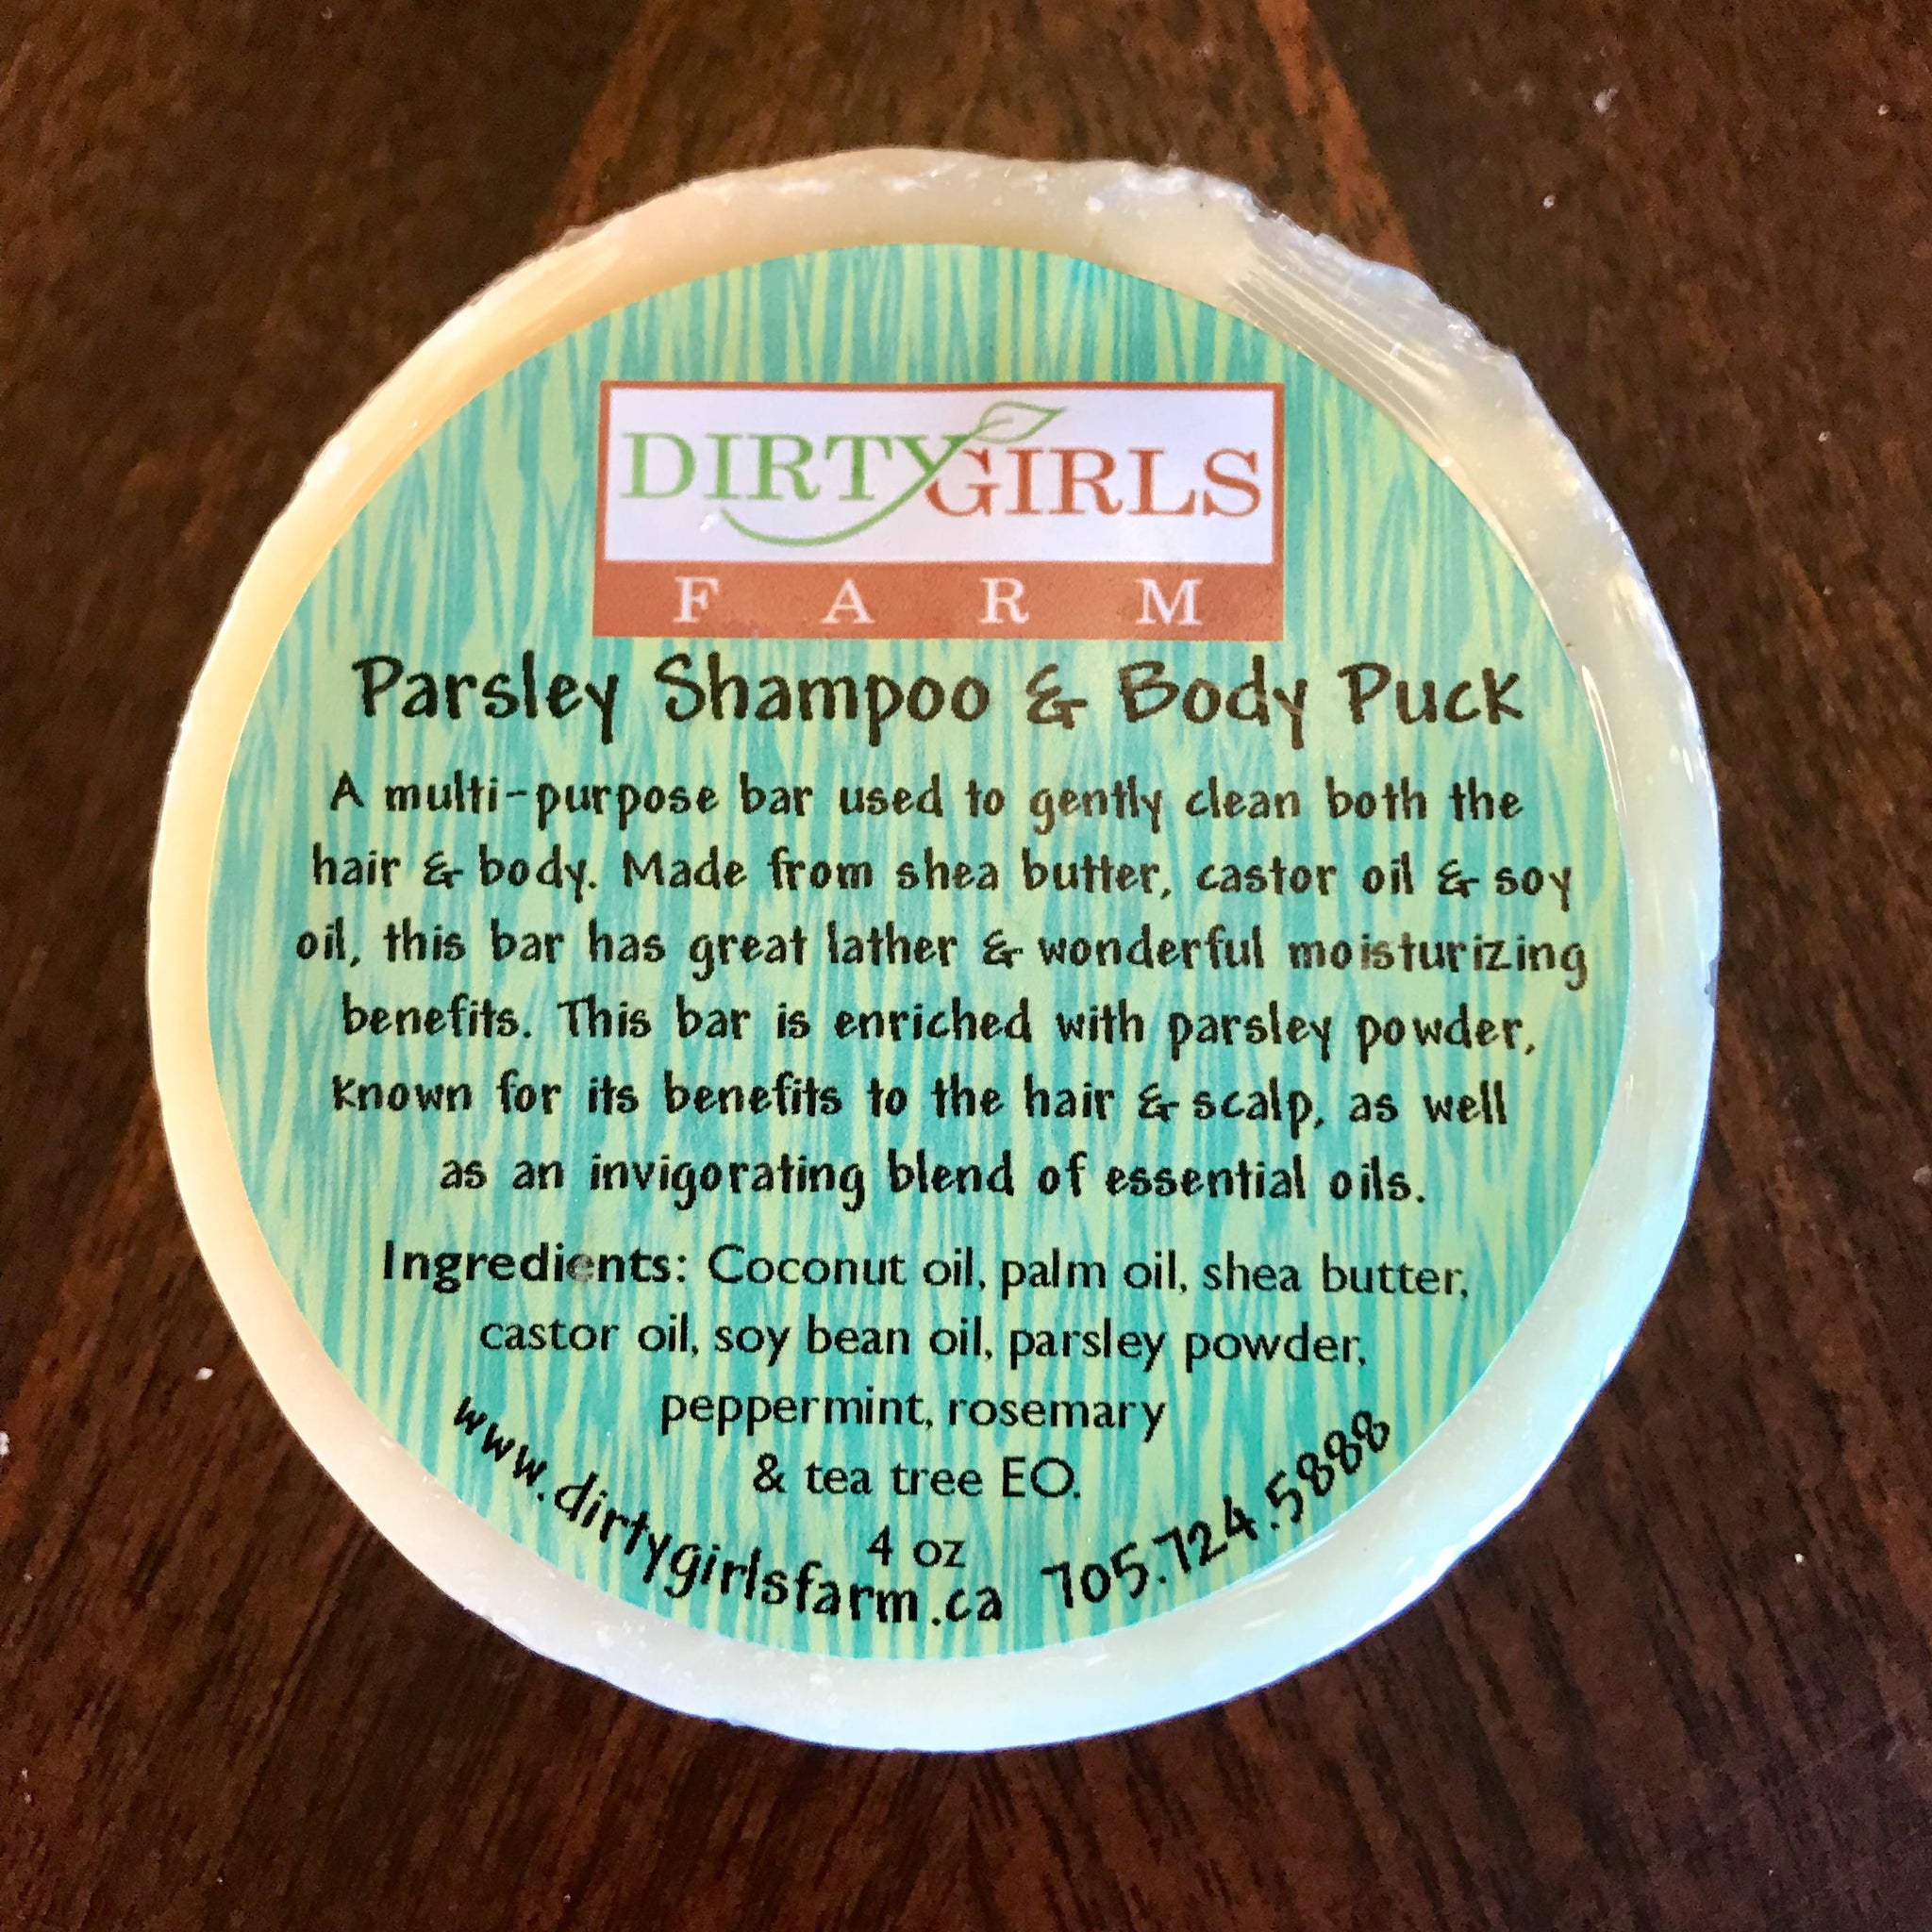 DIRTYGIRLS
FARM
Parsley Shampoo & Body Puck
A multi-purpose bar used to gently clean both the
hair & body. Made from shea butter, castor oil & soy
oil, this bar has great lather & wonderful moisturizing
benefits. This bar is enriched with parsley powder,
known for its benefits to the hair & scalp, as well
as an invigorating blend of essential oils.
Ingredients: Coconut oil, palm oil, shea butter,
castor oil, soy bean oil, parsley powder,
peppermint, rosemary
& tea tree EO.
4 oz
www.dirtygirlsfarm.ca 705.724.5888